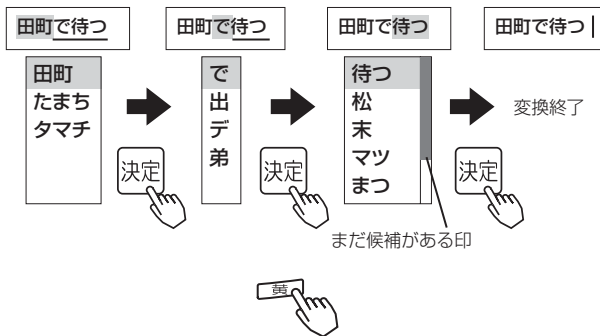 田町で待つ
田町
たまち
タマチ
決定
田町で待つ
で
出
デ
弟
決定
田町で待つ
待つ
松
末
マツ
まつ
まだ候補がある印
決定
田町で待つ
変換終了
黄